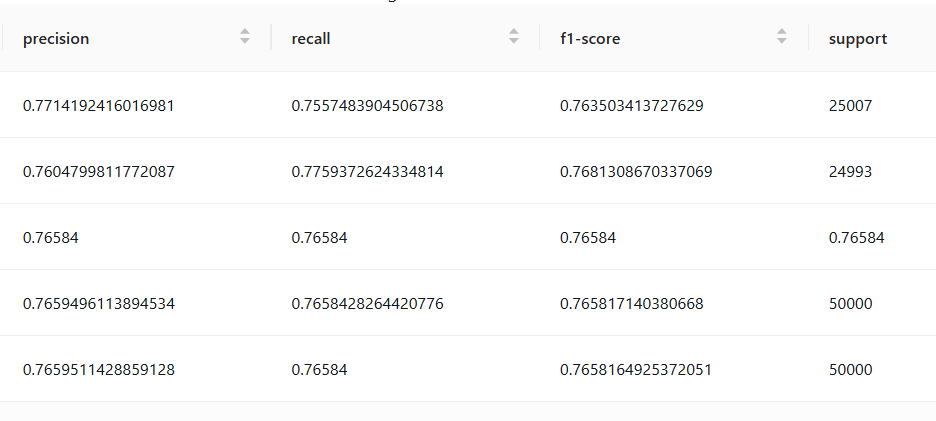 precision recall f1-score support
0.7714192416016981 0.7557483904506738 0.763503413727629 25007
0.7604799811772087 0.7759372624334814 0.7681308670337069 24993
0.76584 0.76584 0.76584 0.76584
0.7659496113894534 0.7658428264420776 0.765817140380668 50000
0.7659511428859128 0.76584 0.7658164925372051 50000